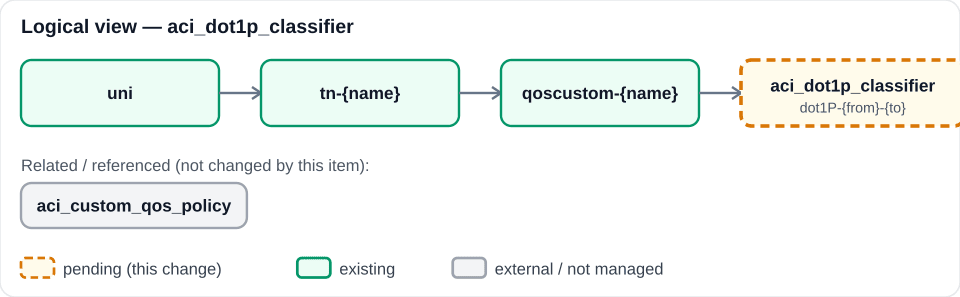 Logical view — aci_dot1p_classifier
uni
tn-{name}
qoscustom-{name}
aci_dot1p_classifier
dot1P-{from}-{to}
Related / referenced (not changed by this item):
aci_custom_qos_policy
pending (this change)
existing
external / not managed